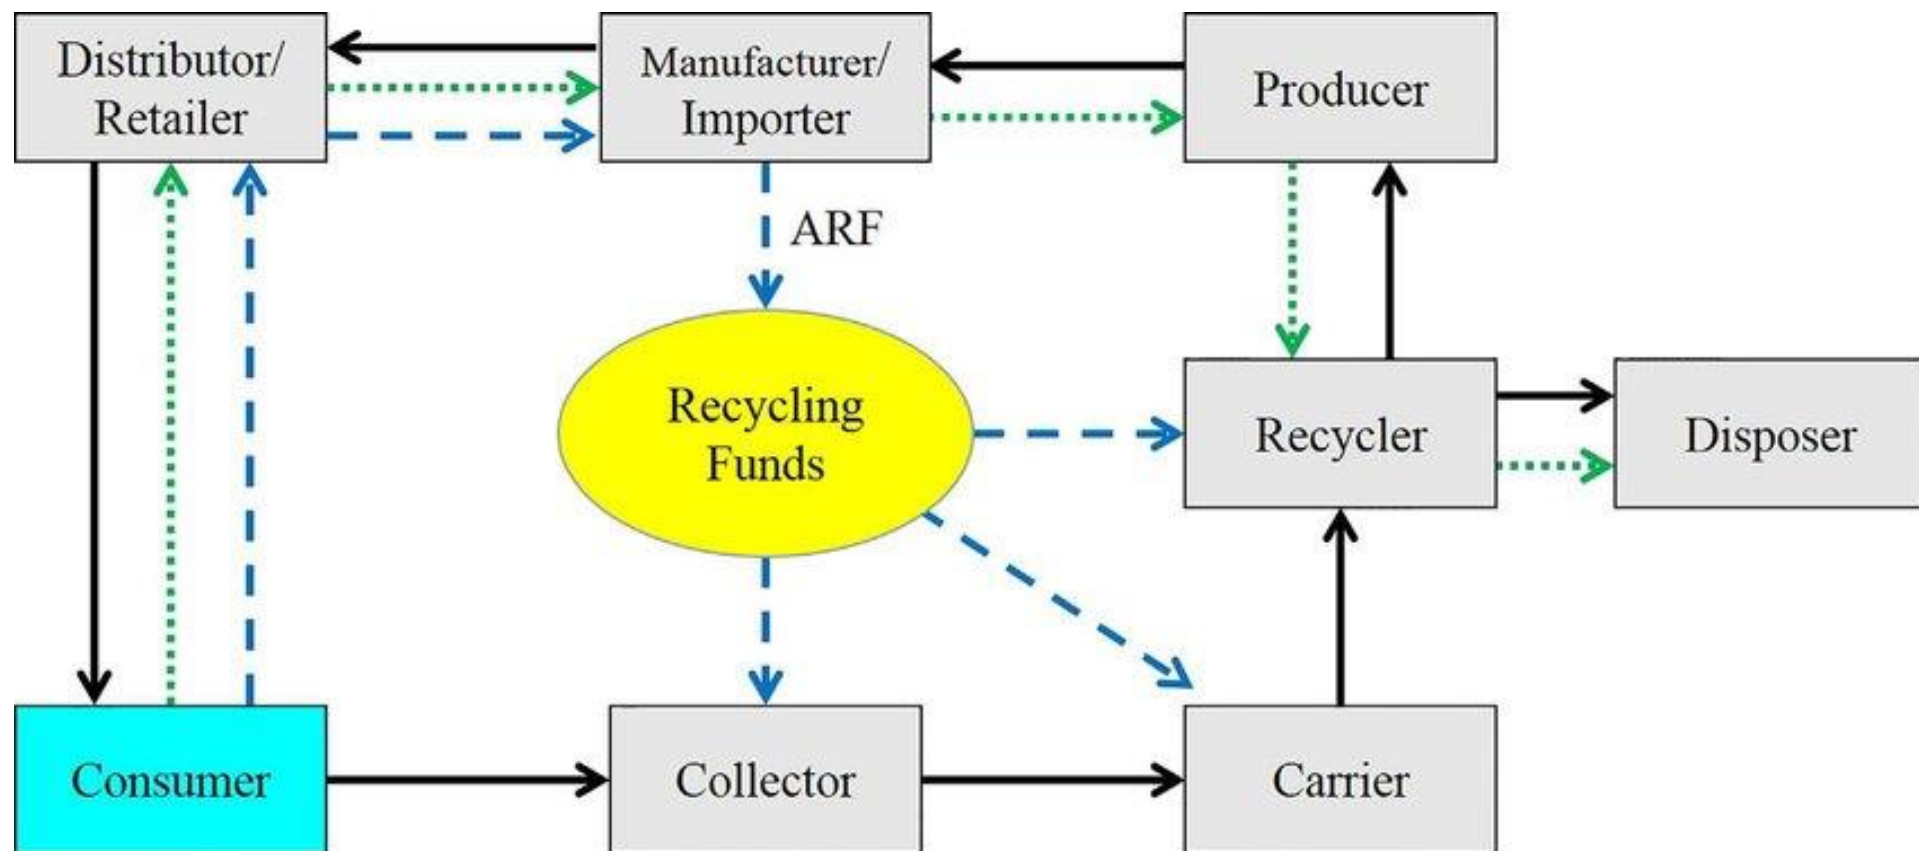 Distributor/
Retailer
Manufacturer/
Importer
Producer
ARF
Recycling
Funds
Recycler
Disposer
Consumer
Collector
Carrier